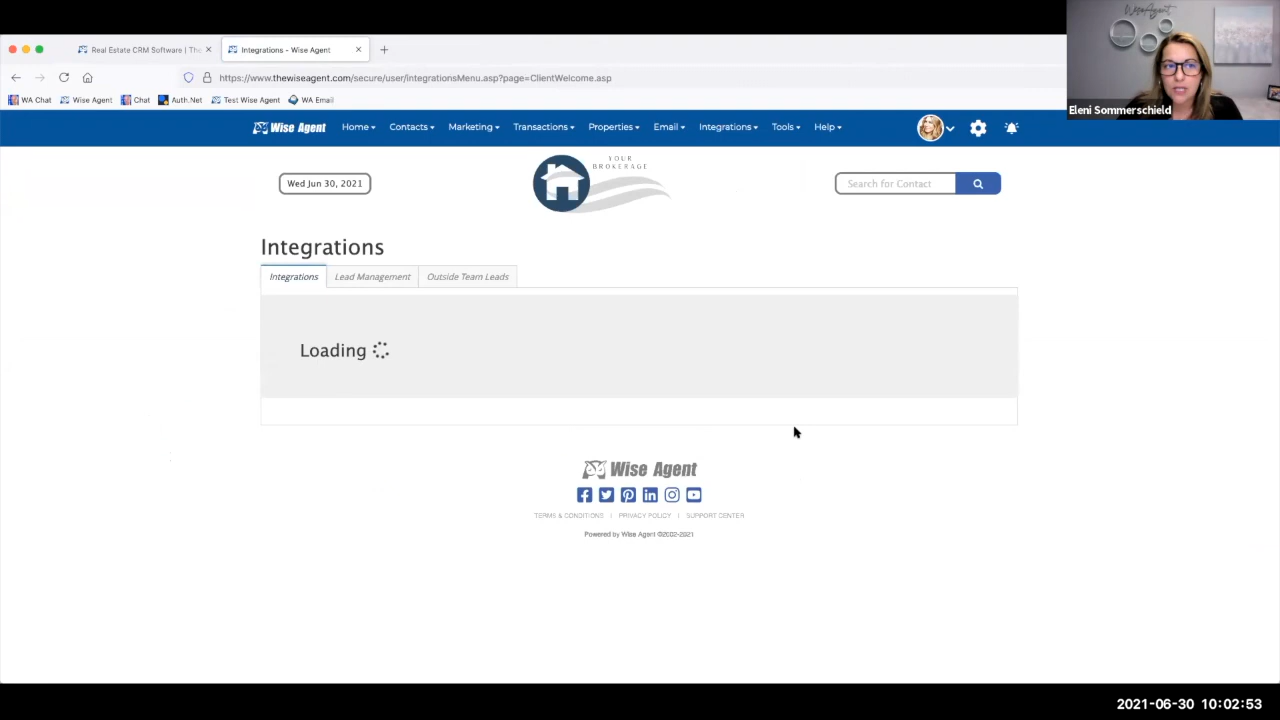 WiseAgent
Eleni Sommerschield
Real Estate CRM Software | The
Integrations - Wise Agent
https://www.thewiseagent.com/secure/user/integrationsMenu.asp?page=ClientWelcome.asp
WA Chat Wise Agent Chat Auth.Net Test Wise Agent WA Email
Wise Agent Home Contacts Marketing Transactions Properties Email Integrations Tools Help
Wed Jun 30, 2021
YOUR
BROKERAGE
Search for Contact
Integrations
Integrations Lead Management Outside Team Leads
Loading
Wise Agent
TERMS & CONDITIONS | PRIVACY POLICY | SUPPORT CENTER
Powered by Wise Agent ©2002-2021
2021-06-30 10:02:53